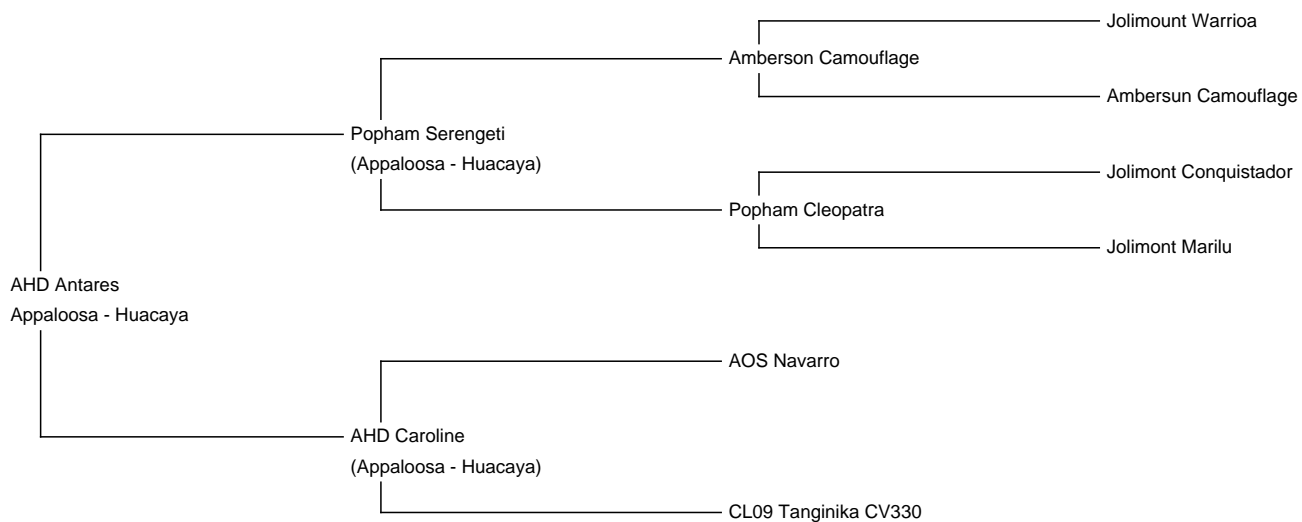 Jolimount Warrioa
Amberson Camouflage
Ambersun Camouflage
Popham Serengeti
(Appaloosa - Huacaya)
Jolimont Conquistador
Popham Cleopatra
Jolimont Marilu
AHD Antares
Appaloosa - Huacaya
AOS Navarro
AHD Caroline
(Appaloosa - Huacaya)
CL09 Tanginika CV330